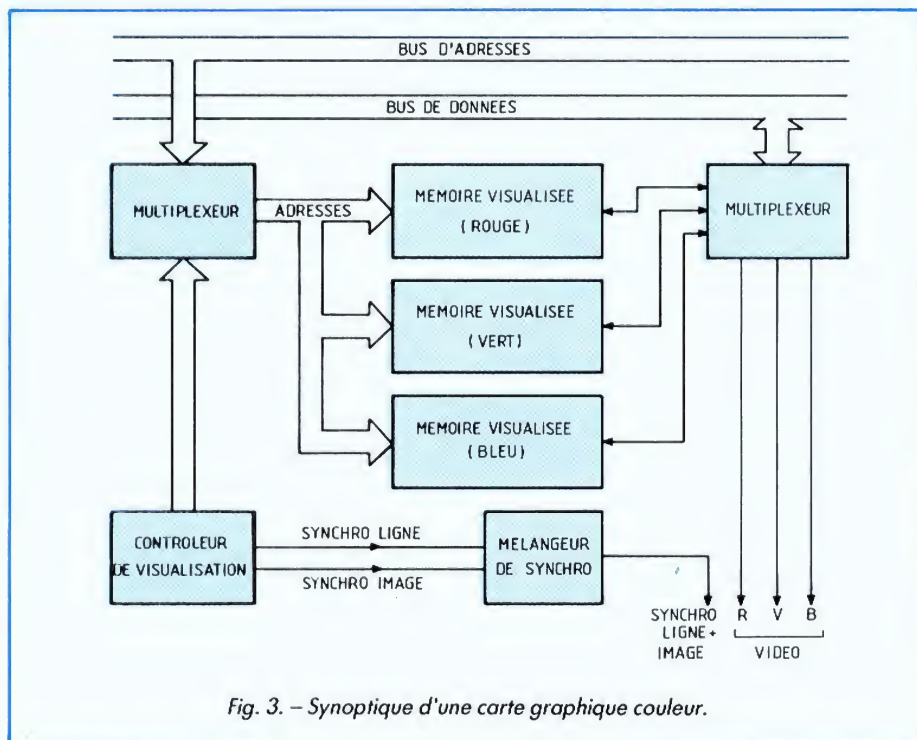 BUS D'ADRESSES
BUS DE DONNEES
MULTIPLEXEUR
ADRESSES
MEMOIRE VISUALISEE
(ROUGE)
MULTIPLEXEUR
MEMOIRE VISUALISEE
(VERT)
MEMOIRE VISUALISEE
(BLEU)
CONTROLEUR
DE VISUALISATION
SYNCHRO LIGNE
SYNCHRO IMAGE
MELANGEUR
DE SYNCHRO
SYNCHRO
LIGNE +
IMAGE
R V B
VIDEO
Fig. 3. – Synoptique d'une carte graphique couleur.